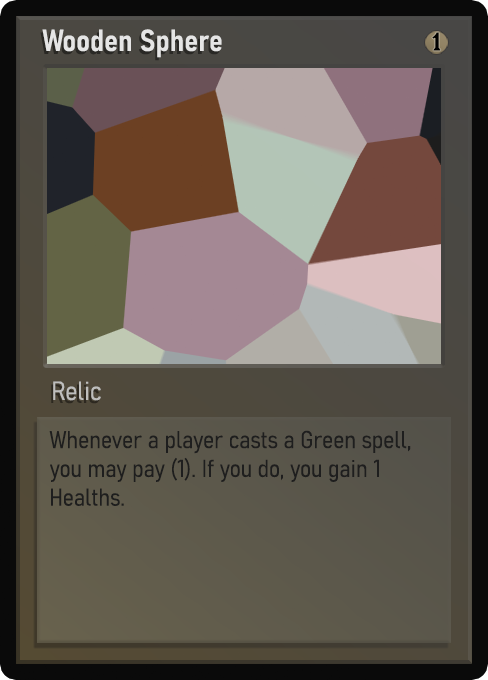 Wooden Sphere
1
Relic
Whenever a player casts a Green spell,
you may pay (1). If you do, you gain 1
Healths.